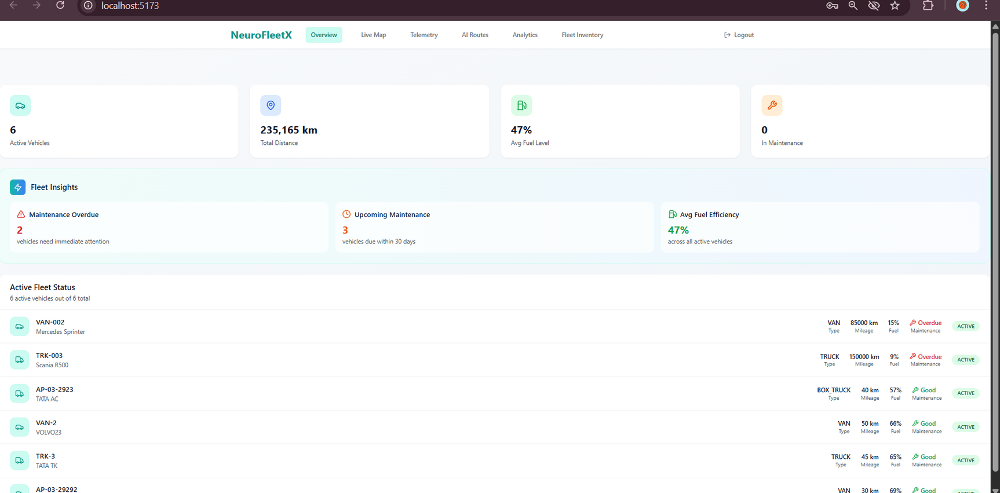 localhost:5173
NeuroFleetX Overview Live Map Telemetry AI Routes Analytics Fleet Inventory Logout
6
Active Vehicles
235,165 km
Total Distance
47%
Avg Fuel Level
0
In Maintenance
Fleet Insights
Maintenance Overdue
2
vehicles need immediate attention
Upcoming Maintenance
3
vehicles due within 30 days
Avg Fuel Efficiency
47%
across all active vehicles
Active Fleet Status
6 active vehicles out of 6 total
VAN-002
Mercedes Sprinter
VAN 85000 km 15% Overdue
Type Mileage Fuel Maintenance
ACTIVE
TRK-003
Scania R500
TRUCK 150000 km 9% Overdue
Type Mileage Fuel Maintenance
ACTIVE
AP-03-2923
TATA AC
BOX_TRUCK 40 km 57% Good
Type Mileage Fuel Maintenance
ACTIVE
VAN-2
VOLVO23
VAN 50 km 66% Good
Type Mileage Fuel Maintenance
ACTIVE
TRK-3
TATA TK
TRUCK 45 km 65% Good
Type Mileage Fuel Maintenance
ACTIVE
AP-03-29292
VAN 30 km 69% Good
ACTIVE